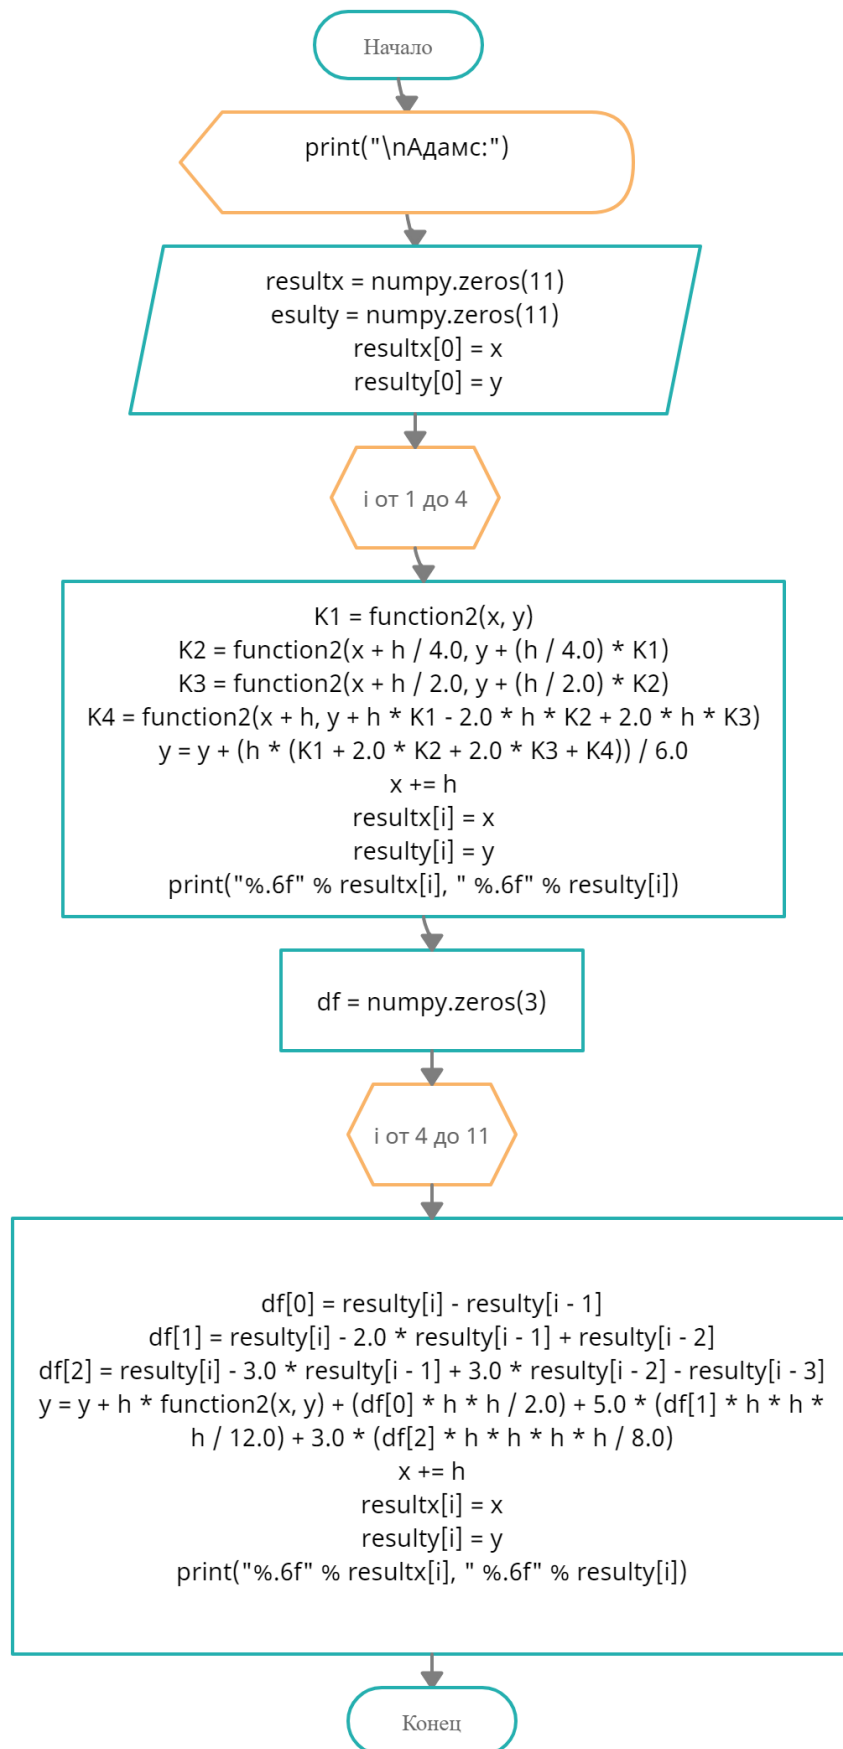 Начало
print("\nАдамс:")
resultx = numpy.zeros(11)
esulty = numpy.zeros(11)
resultx[0] = x
resulty[0] = y
i от 1 до 4
K1 = function2(x, y)
K2 = function2(x + h / 4.0, y + (h / 4.0) * K1)
K3 = function2(x + h / 2.0, y + (h / 2.0) * K2)
K4 = function2(x + h, y + h * K1 - 2.0 * h * K2 + 2.0 * h * K3)
y = y + (h * (K1 + 2.0 * K2 + 2.0 * K3 + K4)) / 6.0
x += h
resultx[i] = x
resulty[i] = y
print("%.6f" % resultx[i], " %.6f" % resulty[i])
df = numpy.zeros(3)
i от 4 до 11
df[0] = resulty[i] - resulty[i - 1]
df[1] = resulty[i] - 2.0 * resulty[i - 1] + resulty[i - 2]
df[2] = resulty[i] - 3.0 * resulty[i - 1] + 3.0 * resulty[i - 2] - resulty[i - 3]
y = y + h * function2(x, y) + (df[0] * h * h / 2.0) + 5.0 * (df[1] * h * h *
h / 12.0) + 3.0 * (df[2] * h * h * h * h / 8.0)
x += h
resultx[i] = x
resulty[i] = y
print("%.6f" % resultx[i], " %.6f" % resulty[i])
Конец